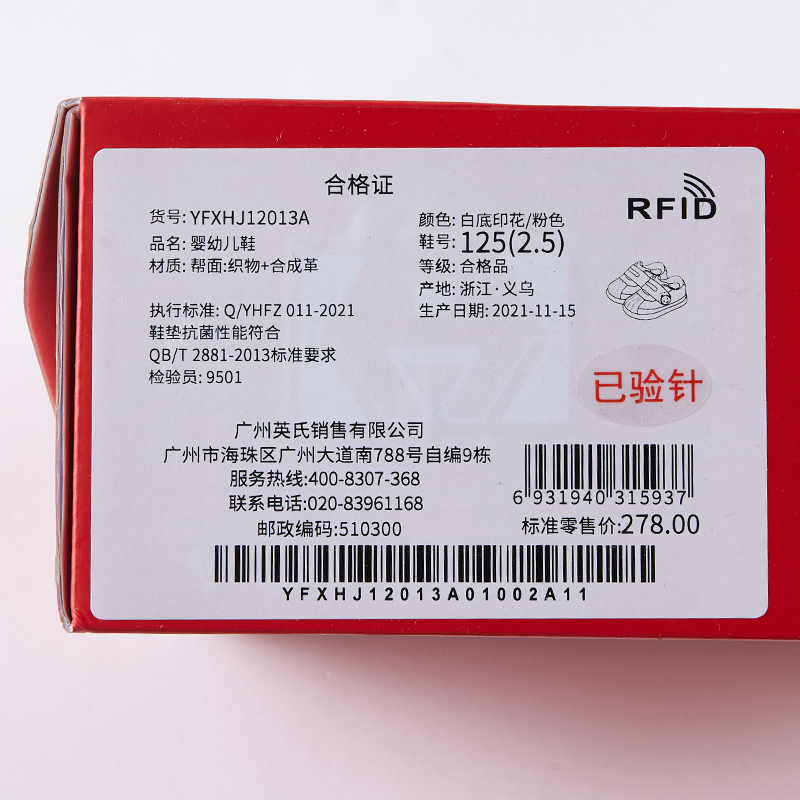 合格证
货号: YFXHJ12013A
品名: 婴幼儿鞋
材质: 帮面:织物+合成革
颜色: 白底印花/粉色
鞋号: 125(2.5)
等级: 合格品
产地: 浙江·义乌
生产日期: 2021-11-15
RFID
执行标准: Q/YHFZ 011-2021
鞋垫抗菌性能符合
QB/T 2881-2013标准要求
检验员: 9501
已验针
广州英氏销售有限公司
广州市海珠区广州大道南788号自编9栋
服务热线:400-8307-368
联系电话:020-83961168
邮政编码:510300
6 931940 315937
标准零售价:278.00
YFXHJ12013A01002A11